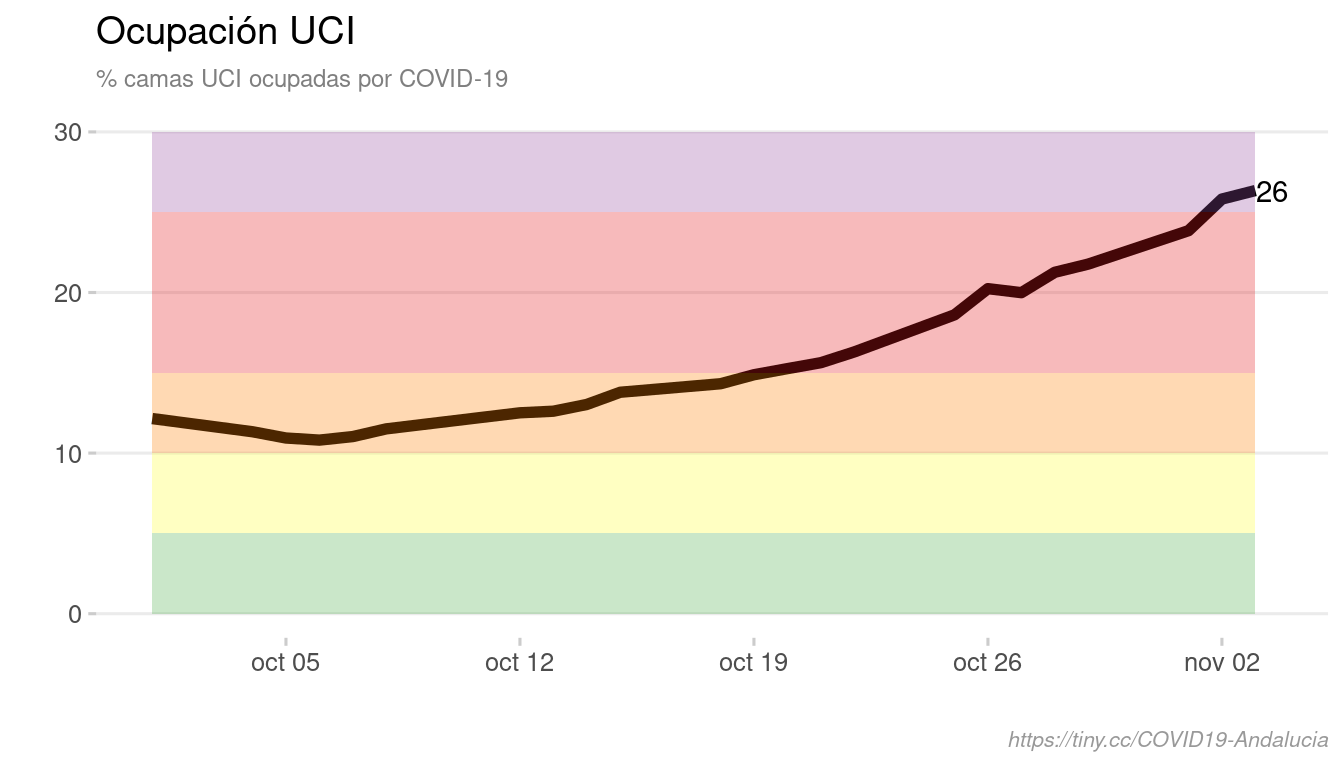 Ocupación UCI
% camas UCI ocupadas por COVID-19
30
26
20
10
0
oct 05 oct 12 oct 19 oct 26 nov 02
https://tiny.cc/COVID19-Andalucia